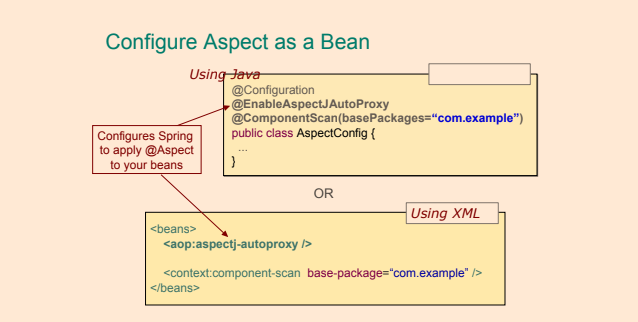 Configure Aspect as a Bean
Using Java
@Configuration
@EnableAspectJAutoProxy
@ComponentScan(basePackages=“com.example”)
public class AspectConfig {
...
}
Configures Spring
to apply @Aspect
to your beans
OR
Using XML
<beans>
<aop:aspectj-autoproxy />
<context:component-scan base-package=“com.example” />
</beans>